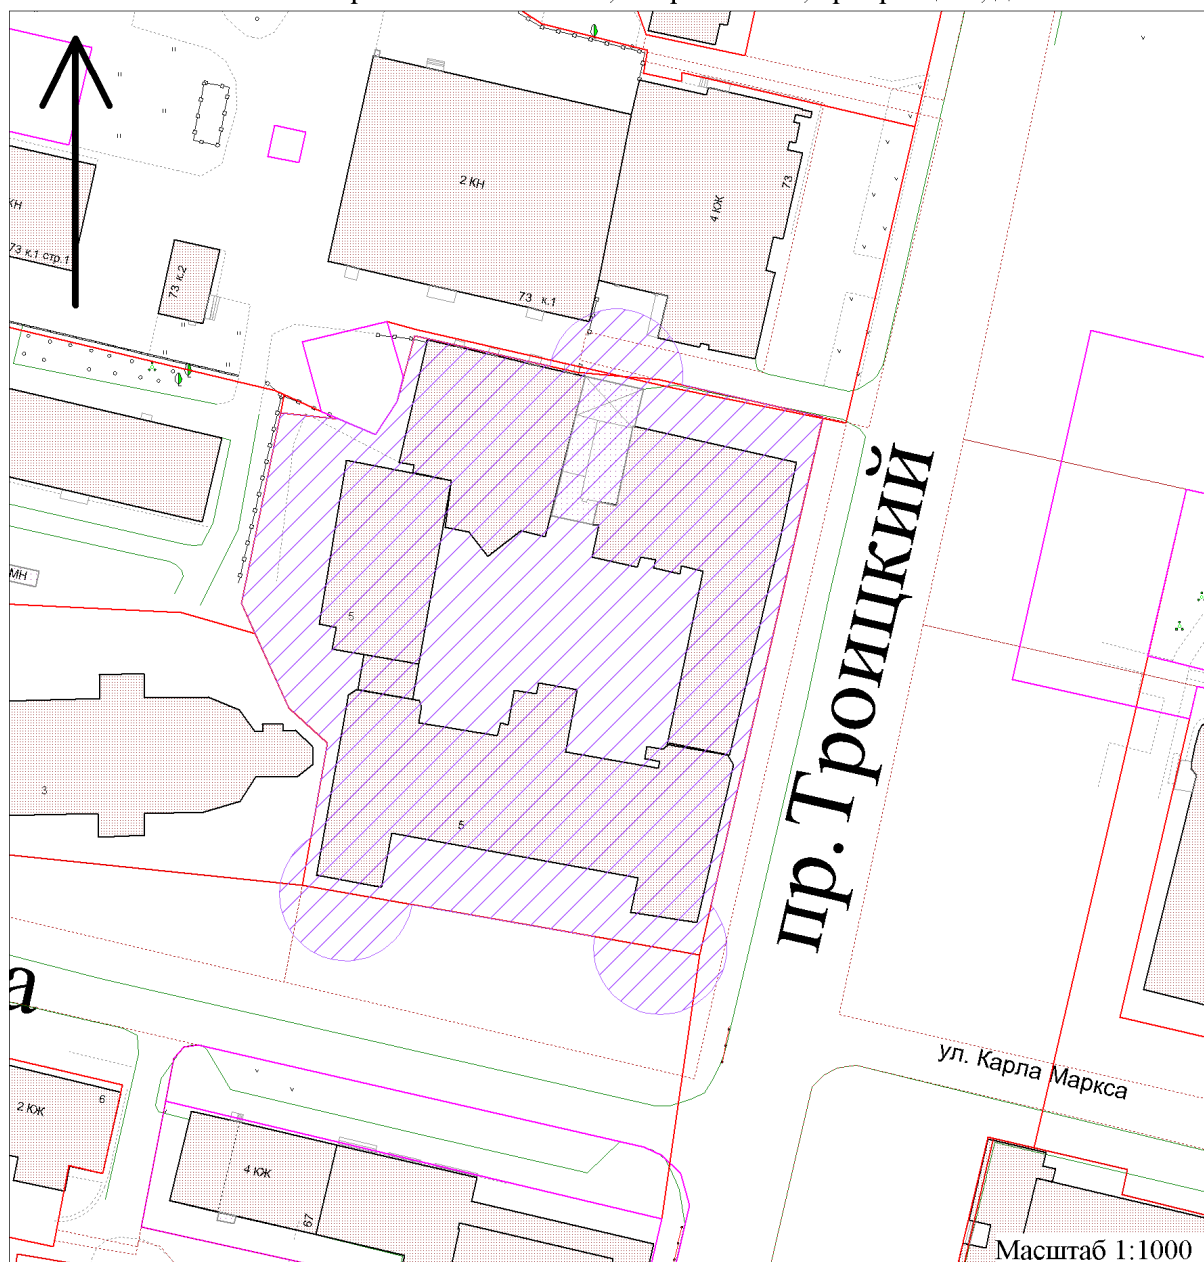 2 КН
73
4 КЖ
КН
73 к.1 стр.1
73 к.2
73 к.1
пр. Троицкий
МН
5
3
5
а
ул. Карла Маркса
6
2 КЖ
4 КЖ
67
Масштаб 1:1000